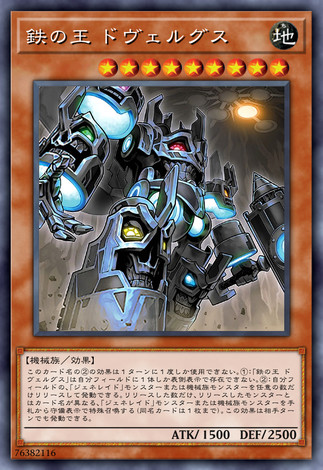 鉄の王 ドヴェルグス
地
【機械族／効果】
このカード名の②の効果は１ターンに１度しか使用できない。①：「鉄の王 ド
ヴェルグス」は自分フィールドに１体しか表側表示で存在できない。②：自分フ
ィールドの、「ジェネレイド」モンスターまたは機械族モンスターを任意の数だ
けリリースして発動できる。リリースした数だけ、リリースしたモンスターと
はカード名が異なる、「ジェネレイド」モンスターまたは機械族モンスターを手
札から守備表示で特殊召喚する（同名カードは１枚まで）。この効果は相手ター
ンでも発動できる。
ATK/1500 DEF/2500
76382116